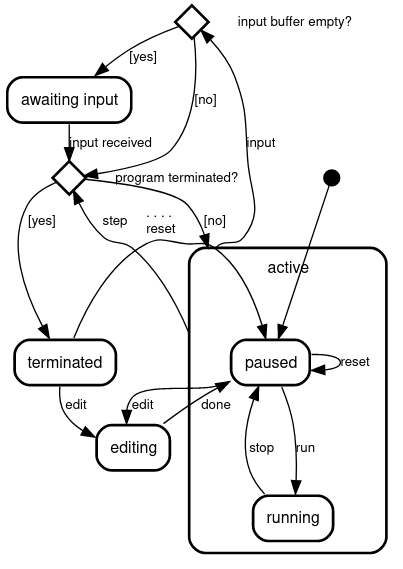 input buffer empty?
[yes]
awaiting input
[no]
input received
input
program terminated?
[yes]
step
. . . .
reset
[no]
active
terminated
paused
reset
edit
edit
done
editing
stop
run
running